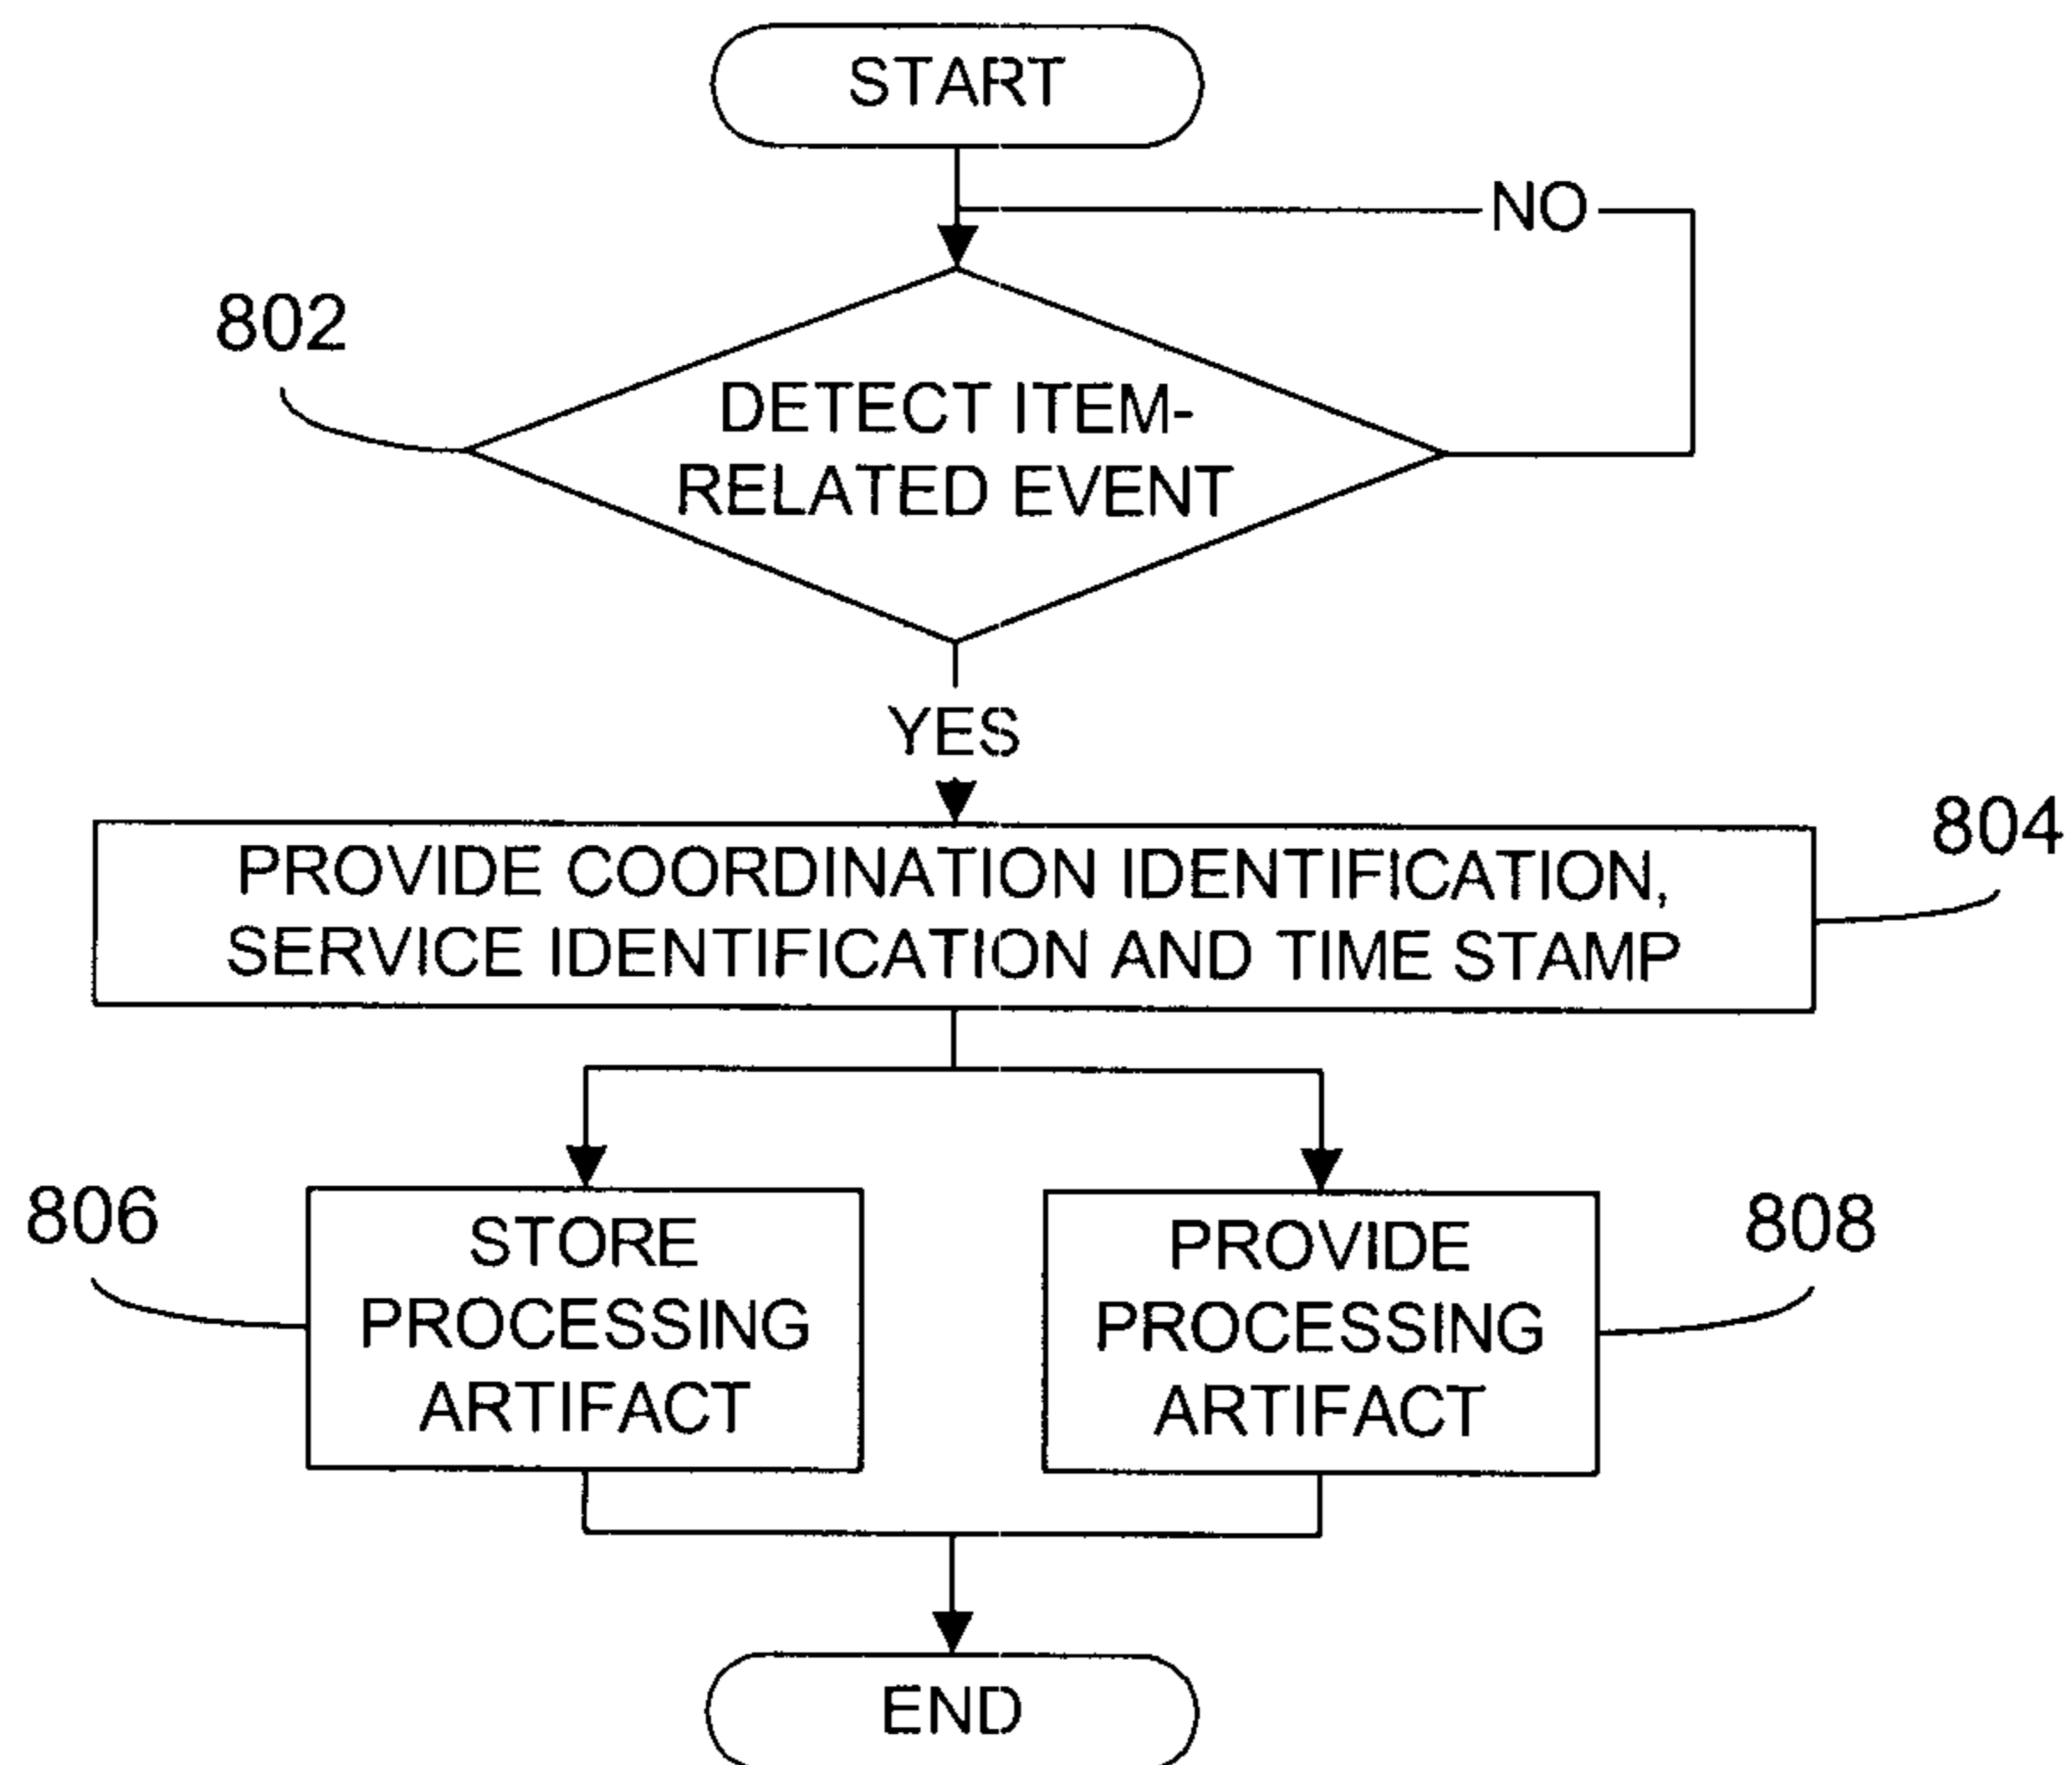 START
NO
802
DETECT ITEM-
RELATED EVENT
YES
804
PROVIDE COORDINATION IDENTIFICATION,
SERVICE IDENTIFICATION AND TIME STAMP
806
STORE
PROCESSING
ARTIFACT
PROVIDE
PROCESSING
ARTIFACT
808
END